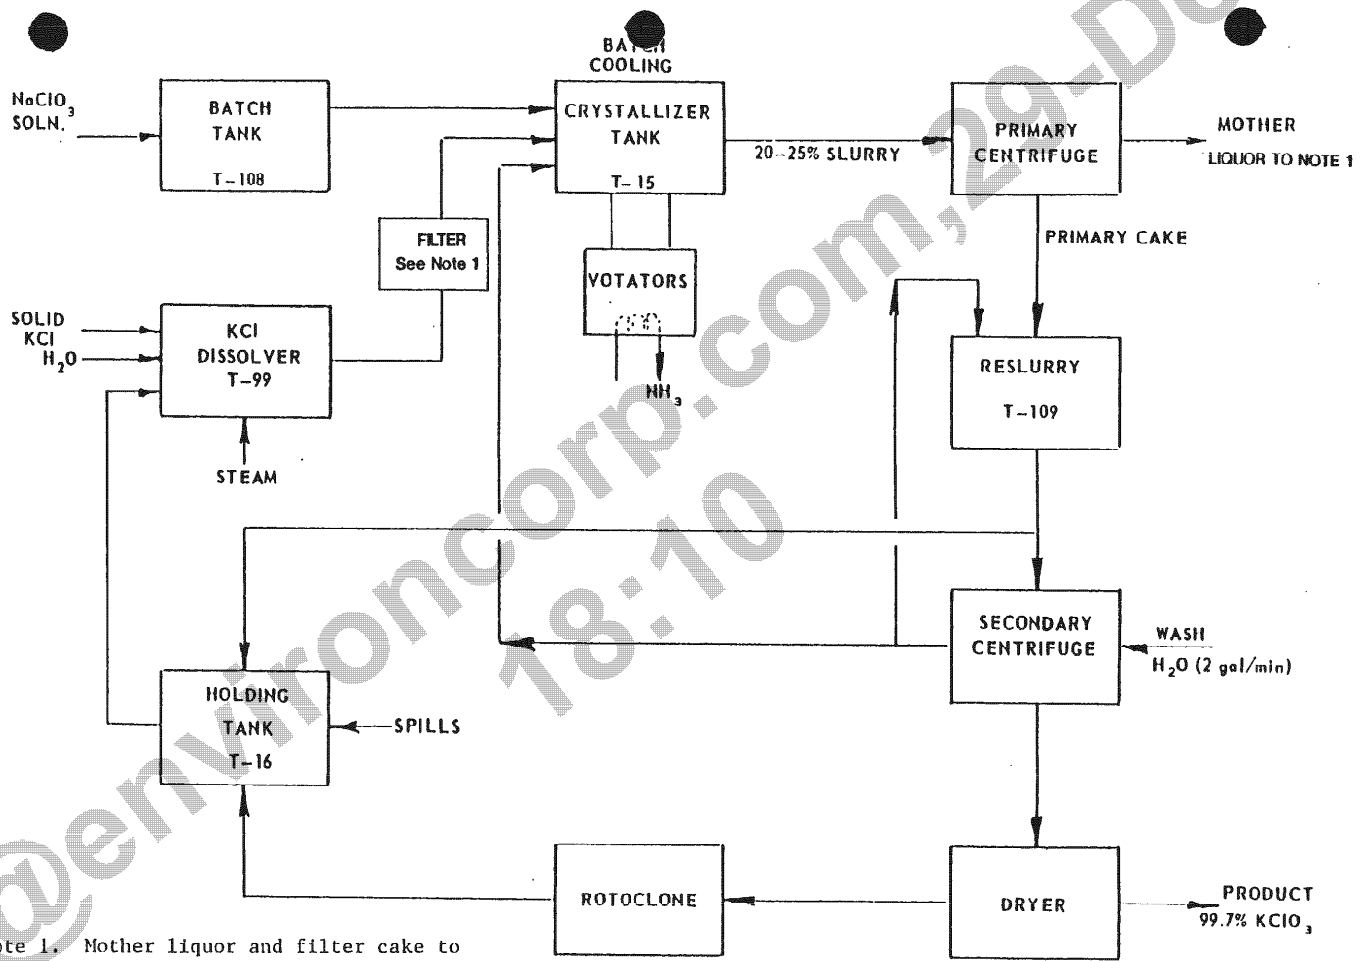 BATCH
COOLING
NaClO3
SOLN.
BATCH
TANK
T-108
CRYSTALLIZER
TANK
T-15
20-25% SLURRY
PRIMARY
CENTRIFUGE
MOTHER
LIQUOR TO NOTE 1
FILTER
See Note 1
PRIMARY CAKE
VOTATORS
NH3
SOLID
KCl
H2O
KCl
DISSOLVER
T-99
STEAM
RESLURRY
T-109
SECONDARY
CENTRIFUGE
WASH
H2O (2 gal/min)
HOLDING
TANK
T-16
SPILLS
ROTOCLONE
DRYER
PRODUCT
99.7% KClO3
1. Mother liquor and filter cake to
@environcorp.com,29-De
18:10